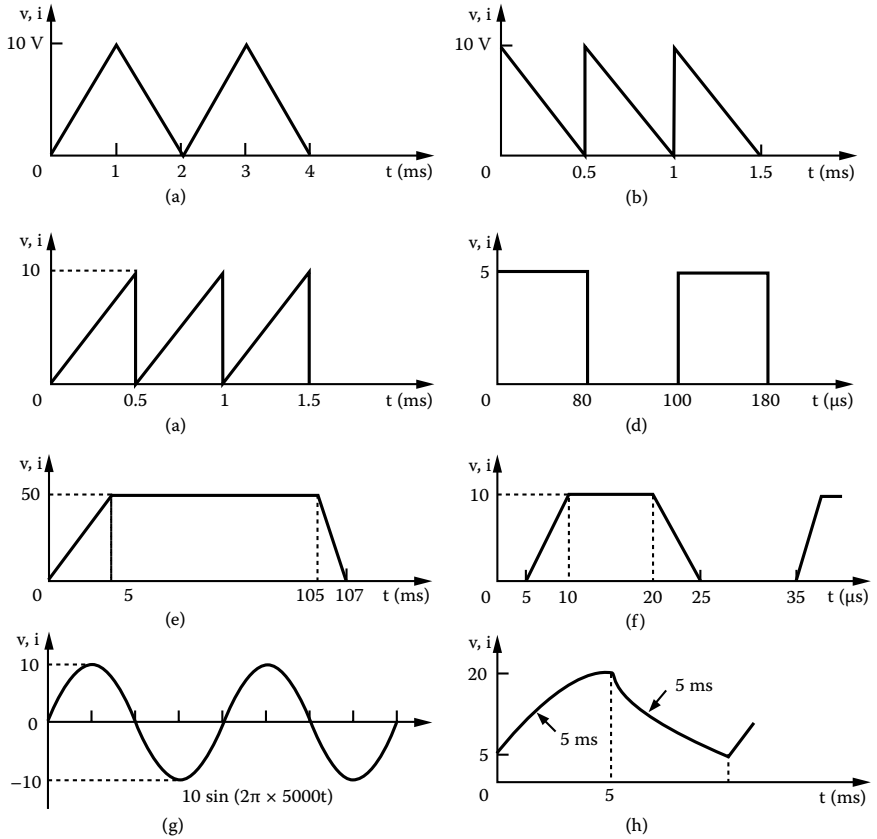 v, i
10 V
0 1 2 3 4 t (ms)
(a)
v, i
10 V
0 0.5 1 1.5 t (ms)
(b)
v, i
10
0 0.5 1 1.5 t (ms)
(a)
v, i
5
0 80 100 180 t (µs)
(d)
v, i
50
0 5 105 107 t (ms)
(e)
v, i
10
0 5 10 20 25 35 t (µs)
(f)
v, i
10
0
−10
10 sin (2π × 5000t)
(g)
v, i
20
5 ms
5 ms
5
0 5 t (ms)
(h)